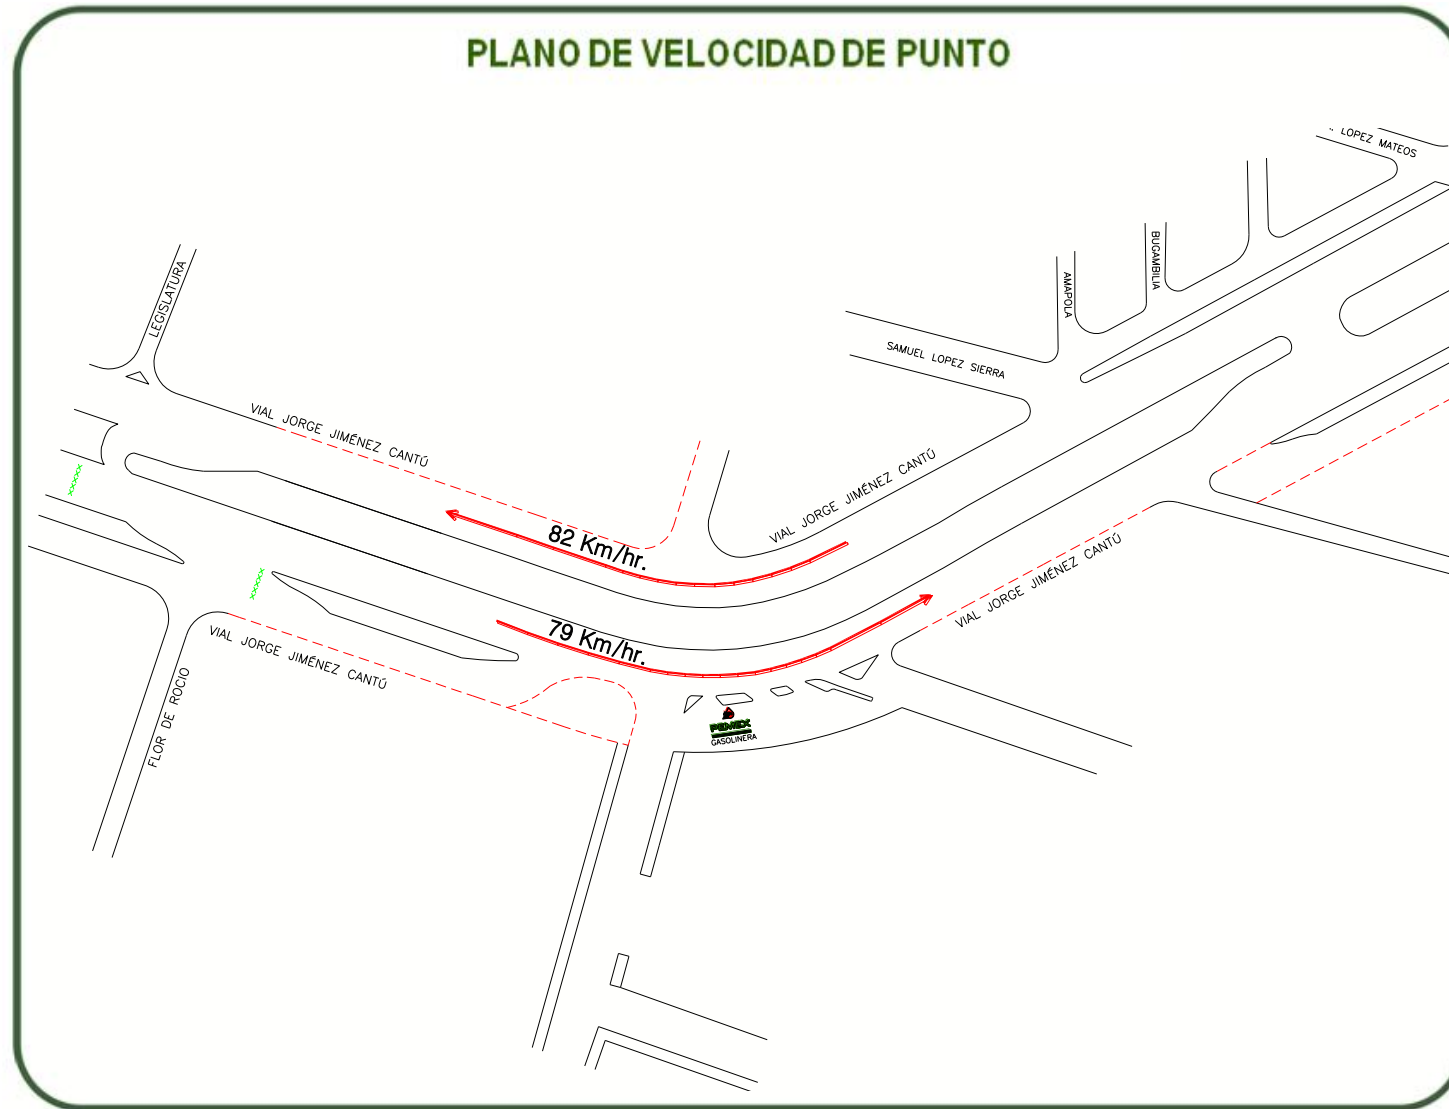 PLANO DE VELOCIDAD DE PUNTO
LOPEZ MATEOS
BUGAMBILIA
AMAPOLA
LEGISLATURA
SAMUEL LOPEZ SIERRA
VIAL JORGE JIMÉNEZ CANTÚ
VIAL JORGE JIMÉNEZ CANTÚ
82 Km/hr.
VIAL JORGE JIMÉNEZ CANTÚ
79 Km/hr.
VIAL JORGE JIMÉNEZ CANTÚ
FLOR DE ROCIO
PEMEX
GASOLINERA